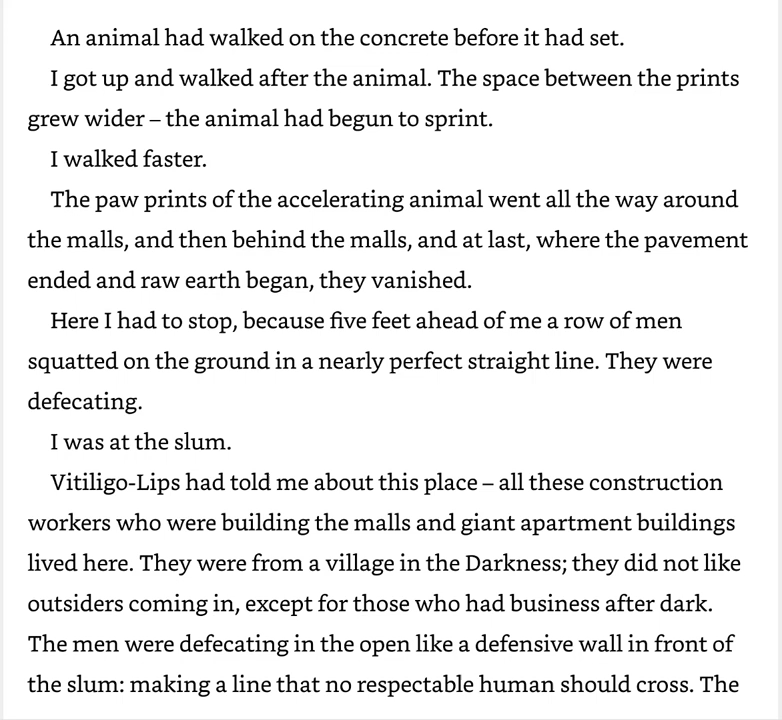 An animal had walked on the concrete before it had set.
I got up and walked after the animal. The space between the prints
grew wider – the animal had begun to sprint.
I walked faster.
The paw prints of the accelerating animal went all the way around
the malls, and then behind the malls, and at last, where the pavement
ended and raw earth began, they vanished.
Here I had to stop, because five feet ahead of me a row of men
squatted on the ground in a nearly perfect straight line. They were
defecating.
I was at the slum.
Vitiligo-Lips had told me about this place – all these construction
workers who were building the malls and giant apartment buildings
lived here. They were from a village in the Darkness; they did not like
outsiders coming in, except for those who had business after dark.
The men were defecating in the open like a defensive wall in front of
the slum: making a line that no respectable human should cross. The